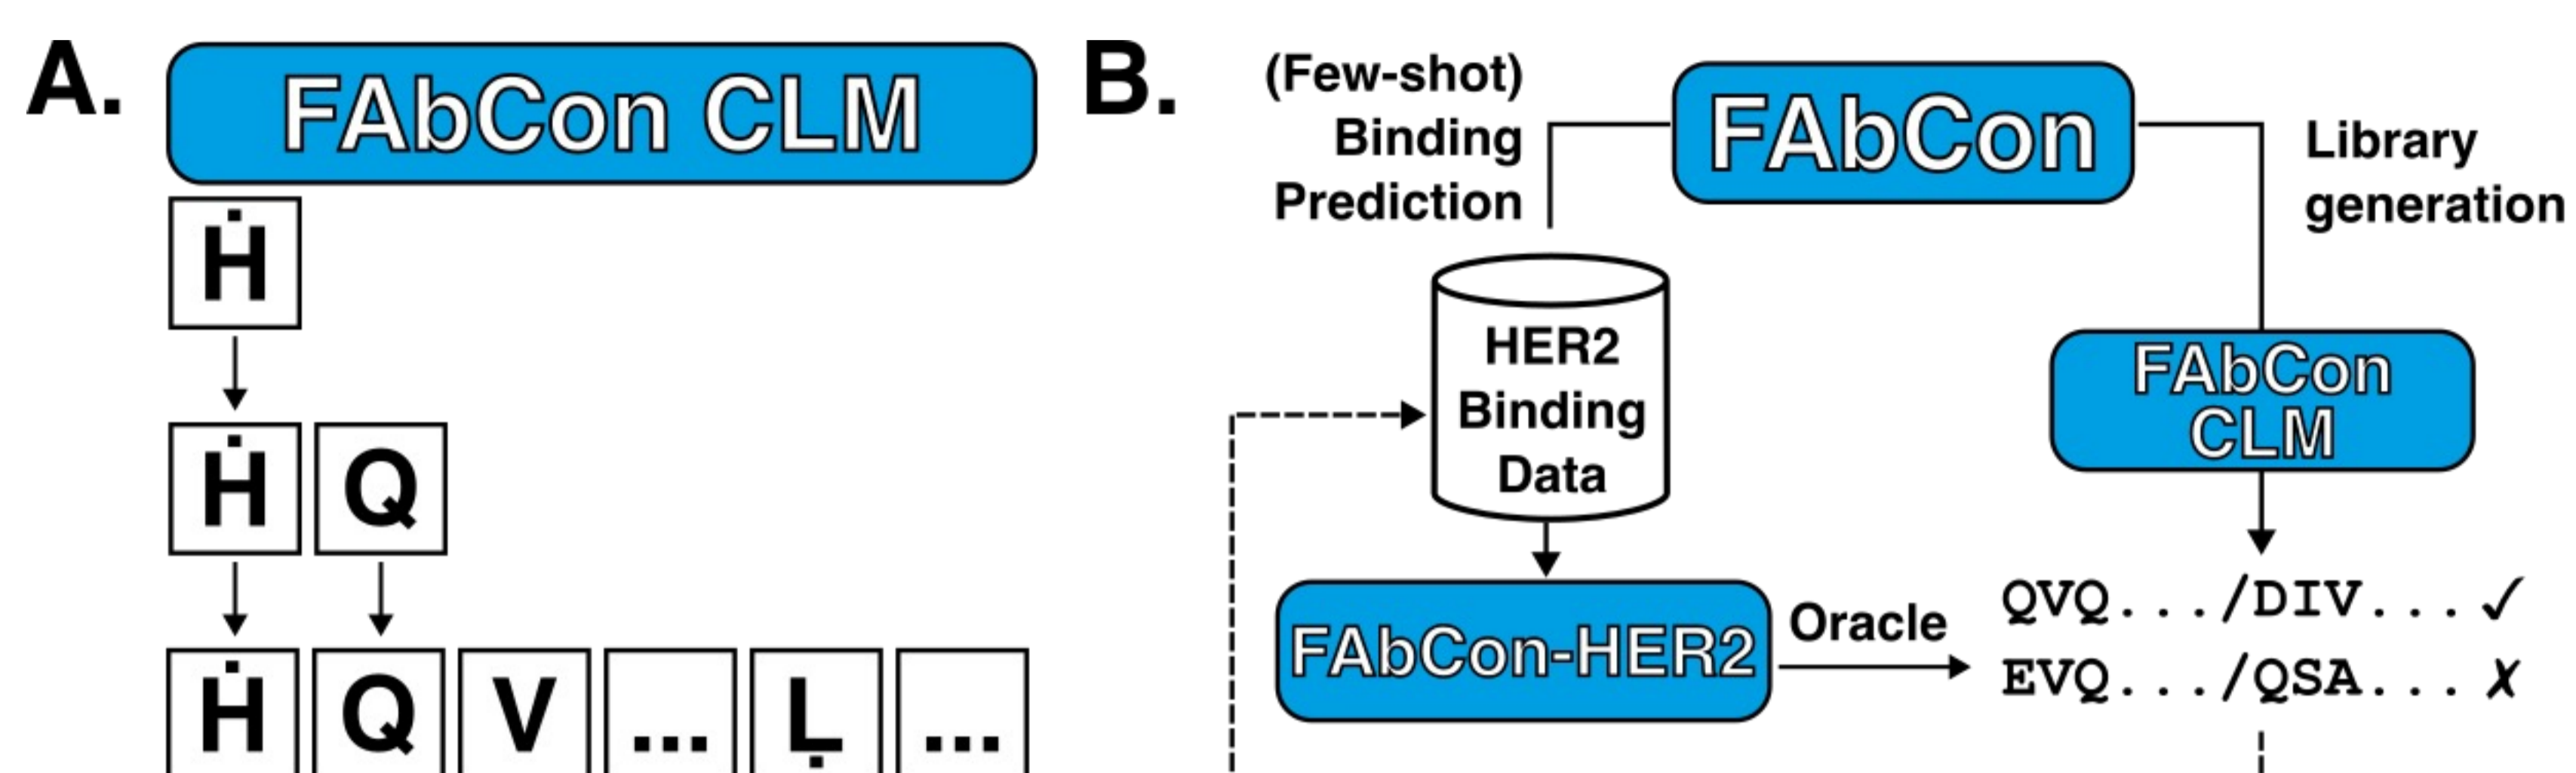 A.
FAbCon CLM
Ḣ
Ḣ Q
Ḣ Q V ... Ḷ ...
B.
(Few-shot)
Binding
Prediction
FAbCon
Library
generation
HER2
Binding
Data
FAbCon
CLM
FAbCon-HER2
Oracle
QVQ.../DIV...✓
EVQ.../QSA...✗